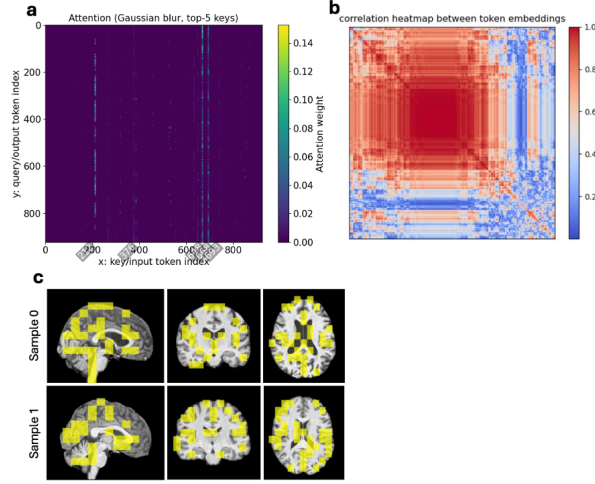 a
Attention (Gaussian blur, top-5 keys)
0
200
400
600
800
y: query/output token index
0
200
400
600
800
x: key/input token index
0.14
0.12
0.10
0.08
0.06
0.04
0.02
0.00
Attention weight
b
correlation heatmap between token embeddings
1.0
0.8
0.6
0.4
0.2
c
Sample 0
Sample 1